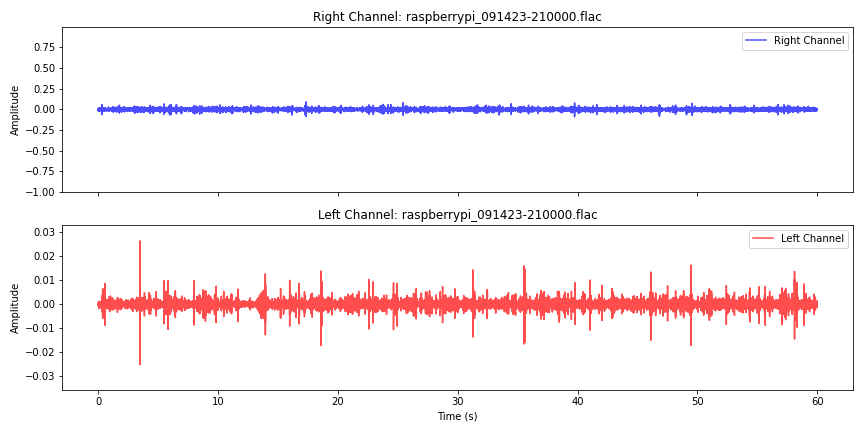 Right Channel: raspberrypi_091423-210000.flac
Right Channel
0.75
0.50
0.25
0.00
−0.25
−0.50
−0.75
−1.00
Amplitude
Left Channel: raspberrypi_091423-210000.flac
Left Channel
0.03
0.02
0.01
0.00
−0.01
−0.02
−0.03
Amplitude
0 10 20 30 40 50 60
Time (s)